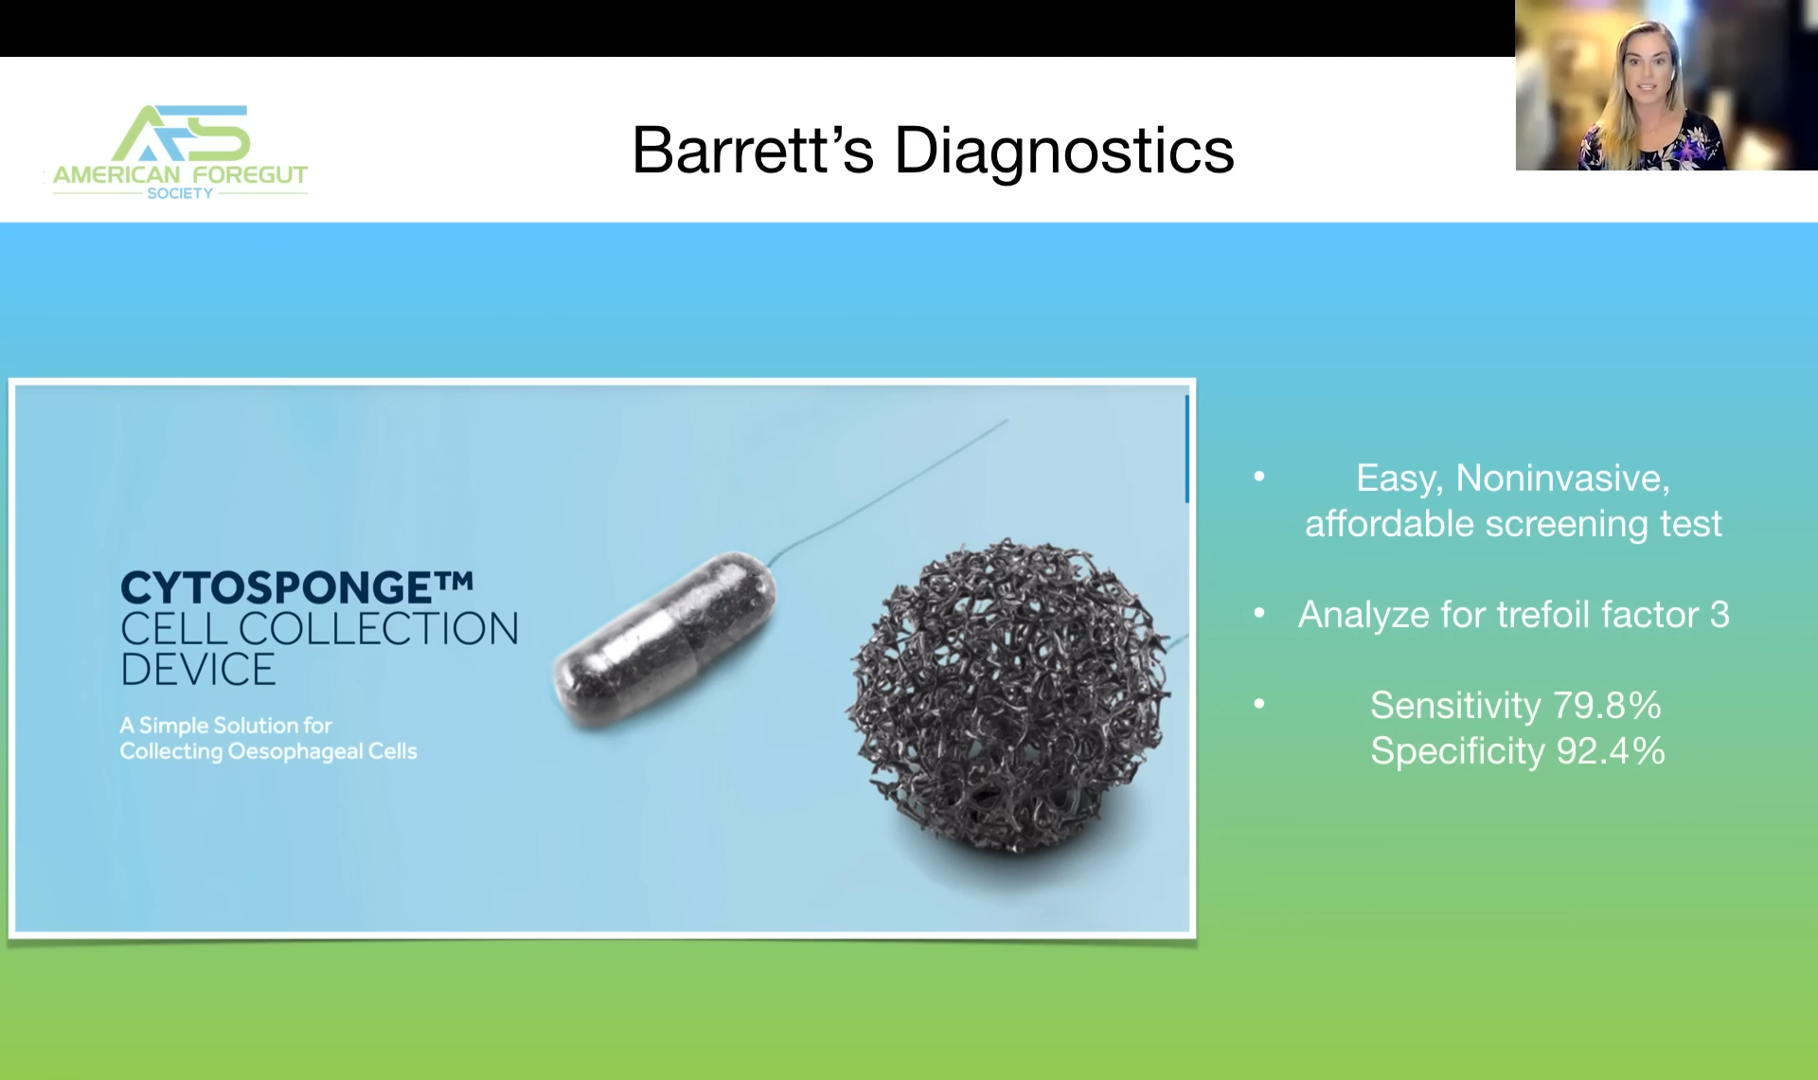 AFS
AMERICAN FOREGUT
SOCIETY
Barrett’s Diagnostics
CYTOSPONGE™
CELL COLLECTION
DEVICE
A Simple Solution for
Collecting Oesophageal Cells
• Easy, Noninvasive,
affordable screening test
• Analyze for trefoil factor 3
• Sensitivity 79.8%
Specificity 92.4%